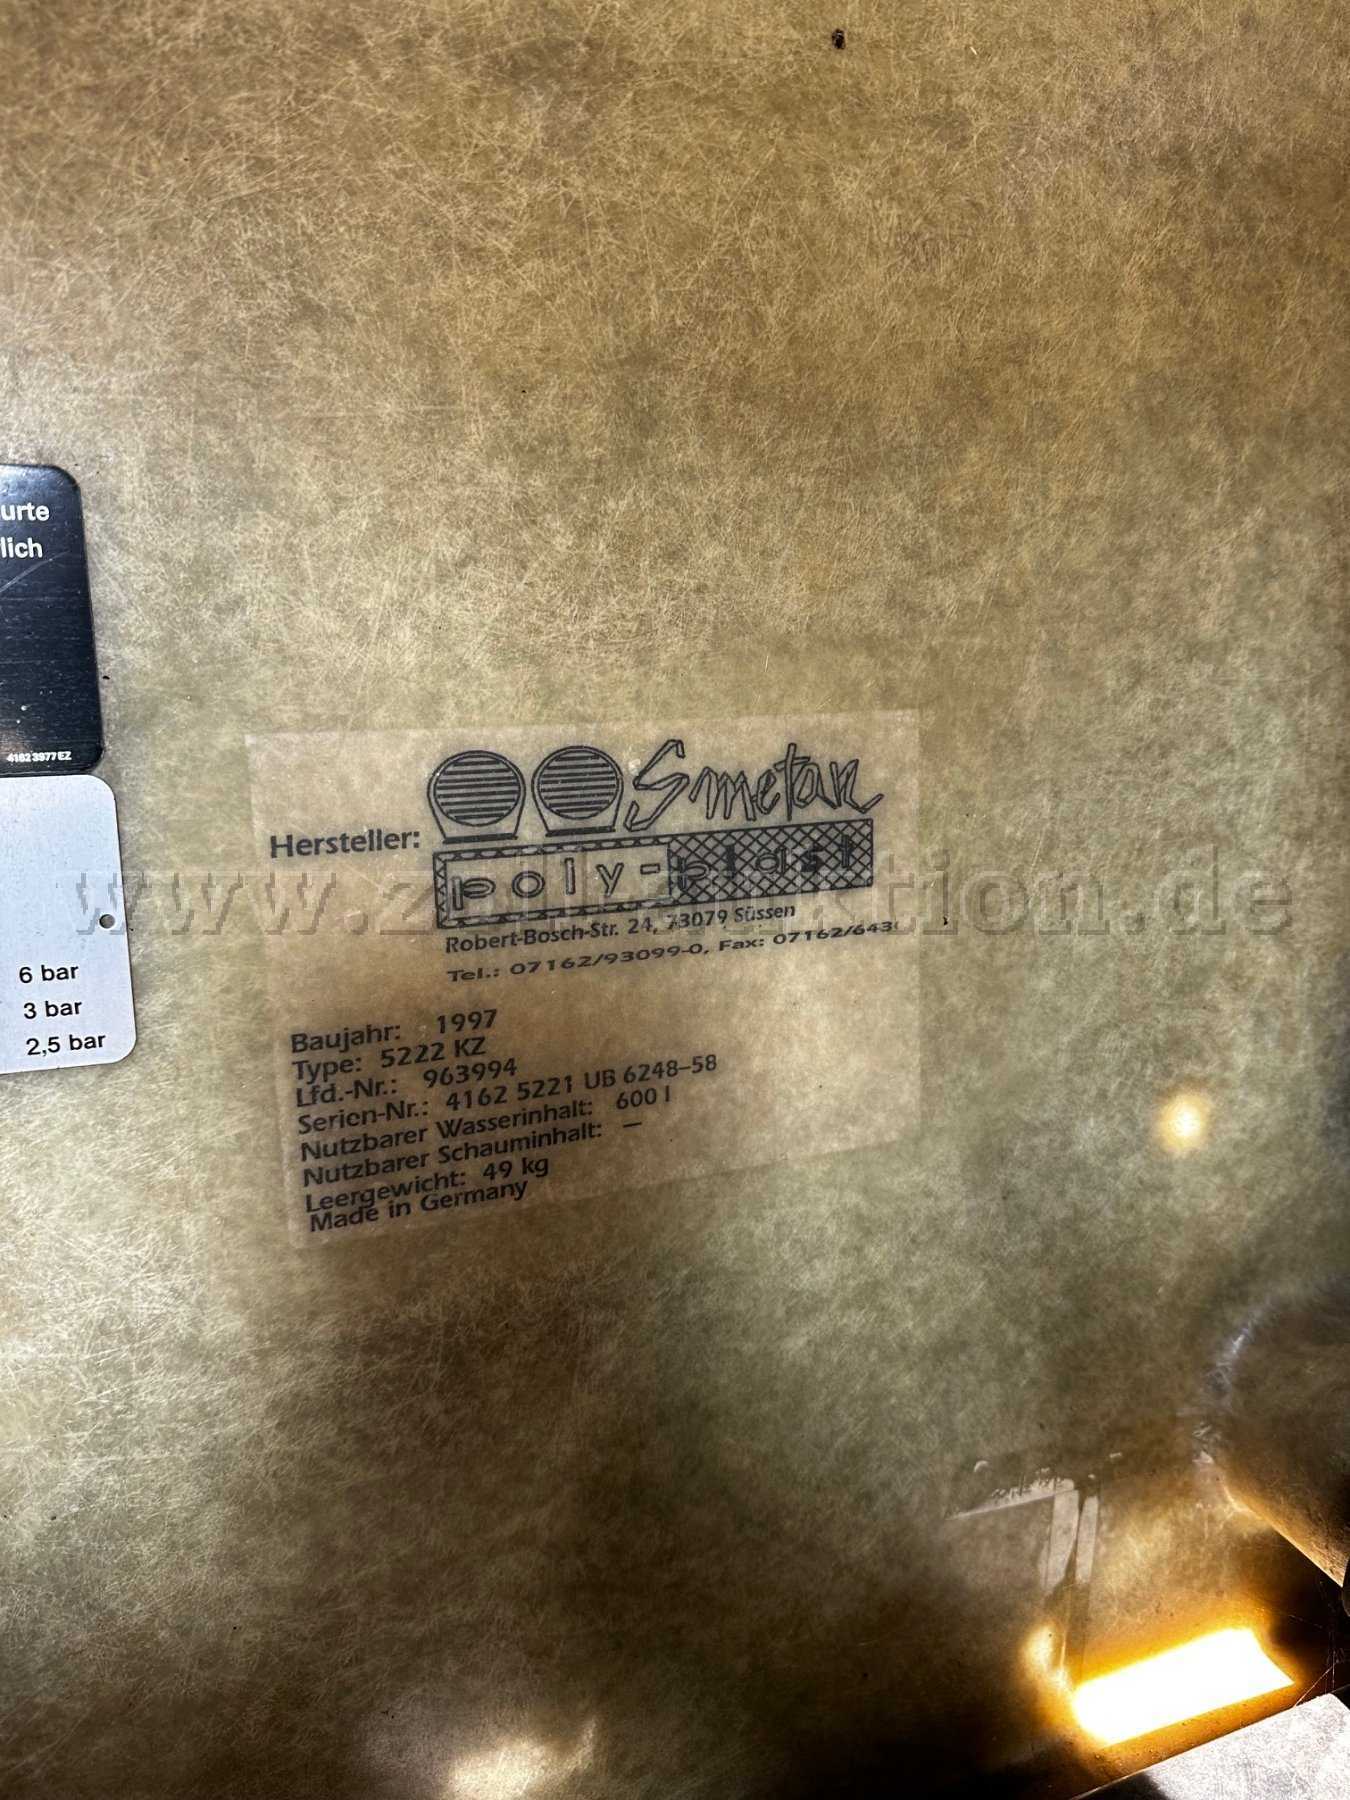 urte
lich
4162 3977 EZ
6 bar
3 bar
2,5 bar
Hersteller:
Smetak
poly-plast
Robert-Bosch-Str. 24, 73079 Süssen
Tel.: 07162/93099-0, Fax: 07162/643
Baujahr: 1997
Type: 5222 KZ
Lfd.-Nr.: 963994
Serien-Nr.: 4162 5221 UB 6248-58
Nutzbarer Wasserinhalt: 600 l
Nutzbarer Schauminhalt: —
Leergewicht: 49 kg
Made in Germany
www.zoll-auktion.de